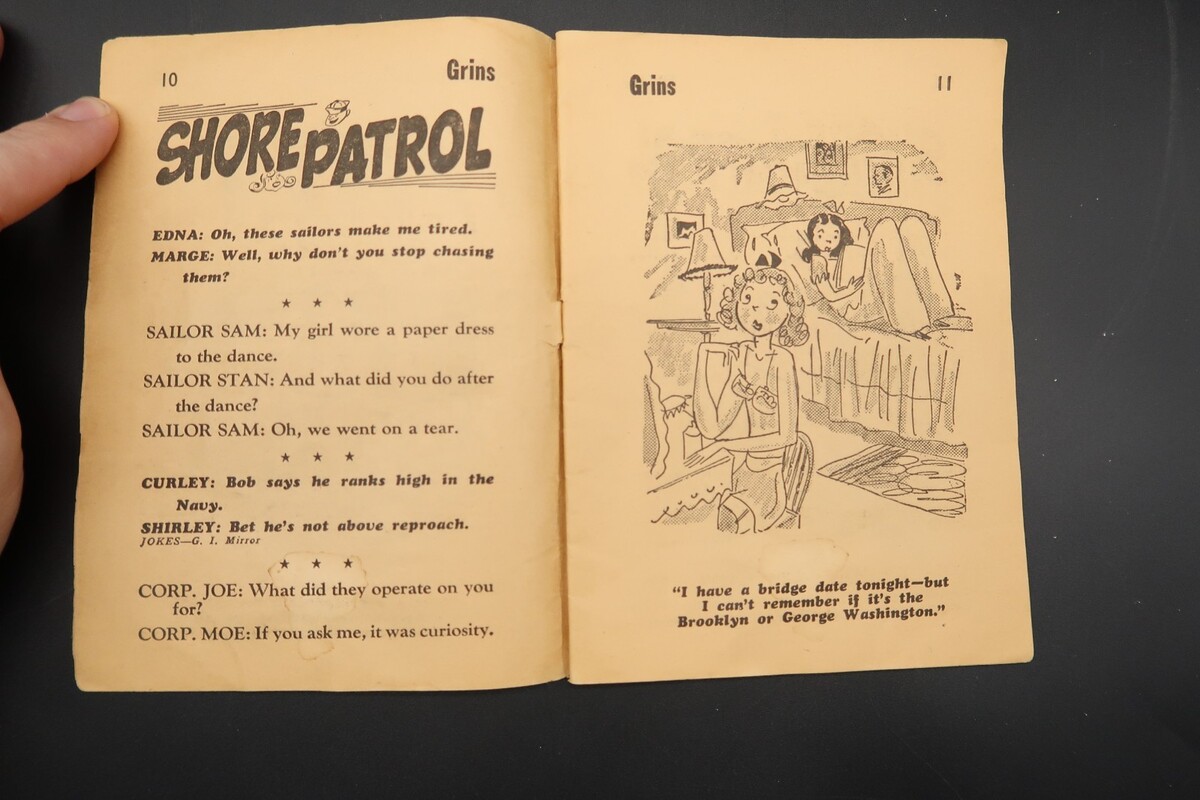 10
Grins
SHORE PATROL
EDNA: Oh, these sailors make me tired.
MARGE: Well, why don't you stop chasing
them?
★ ★ ★
SAILOR SAM: My girl wore a paper dress
to the dance.
SAILOR STAN: And what did you do after
the dance?
SAILOR SAM: Oh, we went on a tear.
★ ★ ★
CURLEY: Bob says he ranks high in the
Navy.
SHIRLEY: Bet he's not above reproach.
JOKES—G. I. Mirror
★ ★ ★
CORP. JOE: What did they operate on you
for?
CORP. MOE: If you ask me, it was curiosity.
Grins
11
"I have a bridge date tonight—but
I can't remember if it's the
Brooklyn or George Washington."